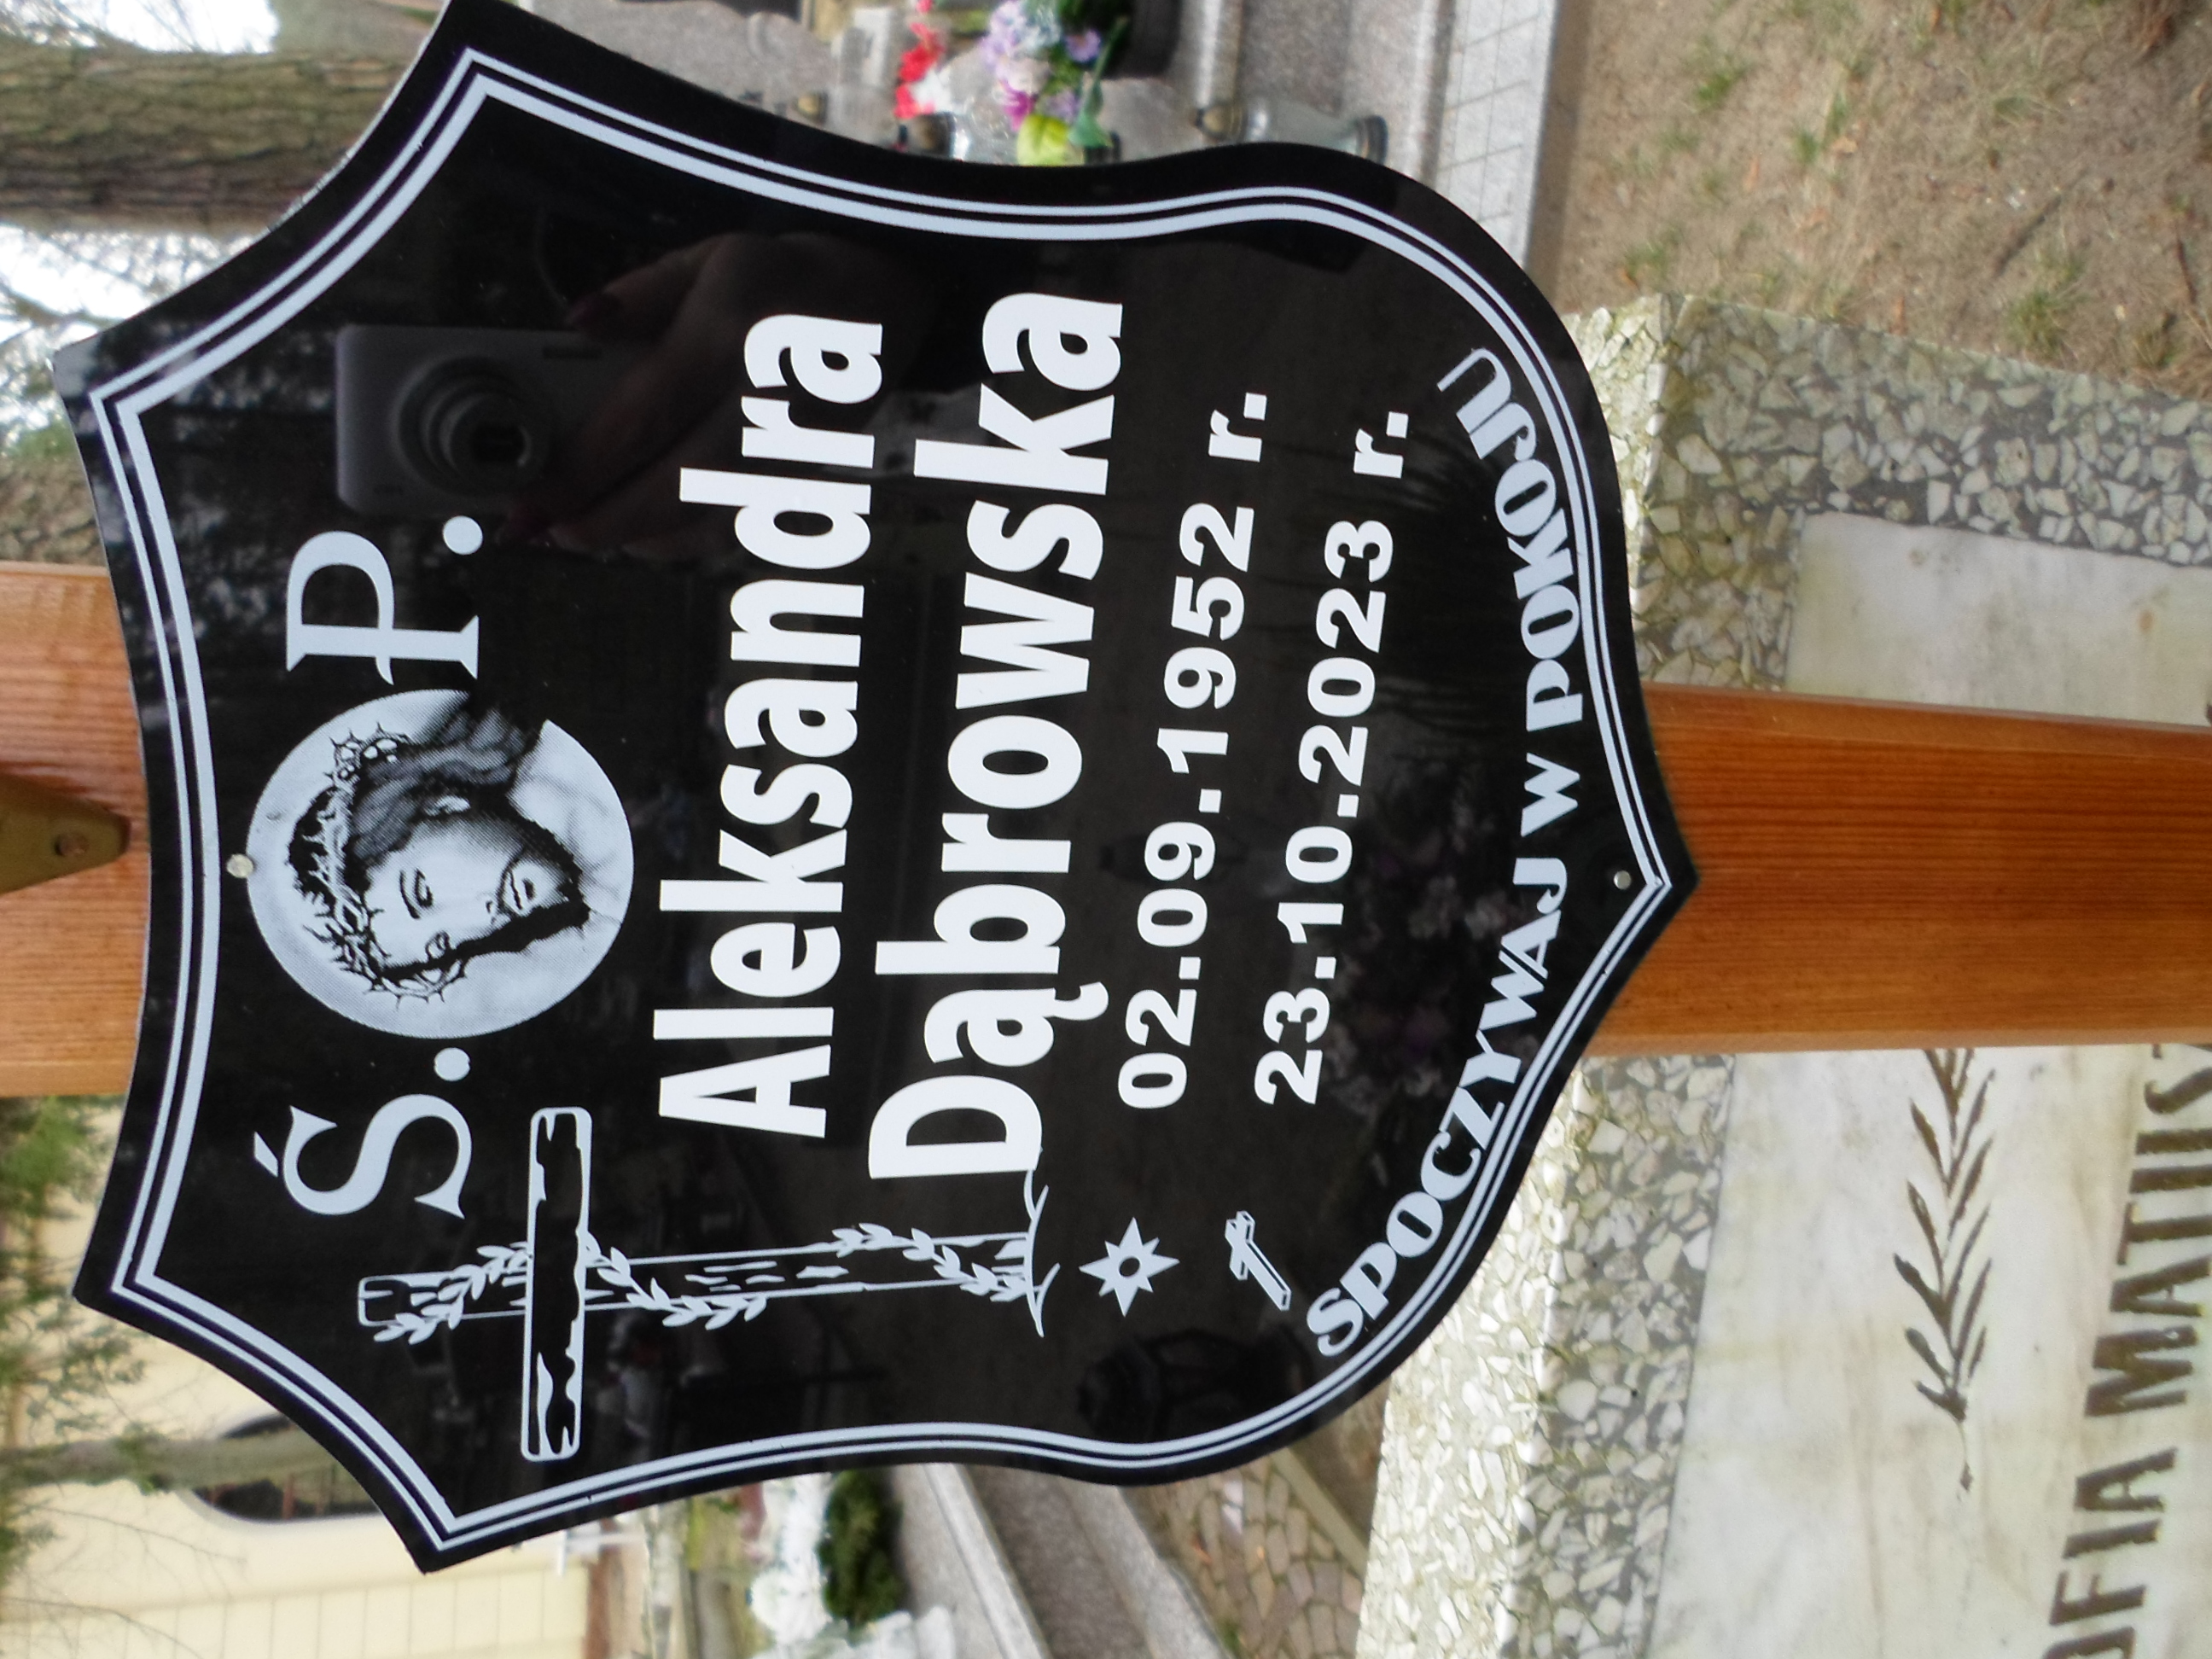 Ś. P.
Aleksandra
Dąbrowska
02.09.1952 r.
23.10.2023 r.
SPOCZYWAJ W POKOJU